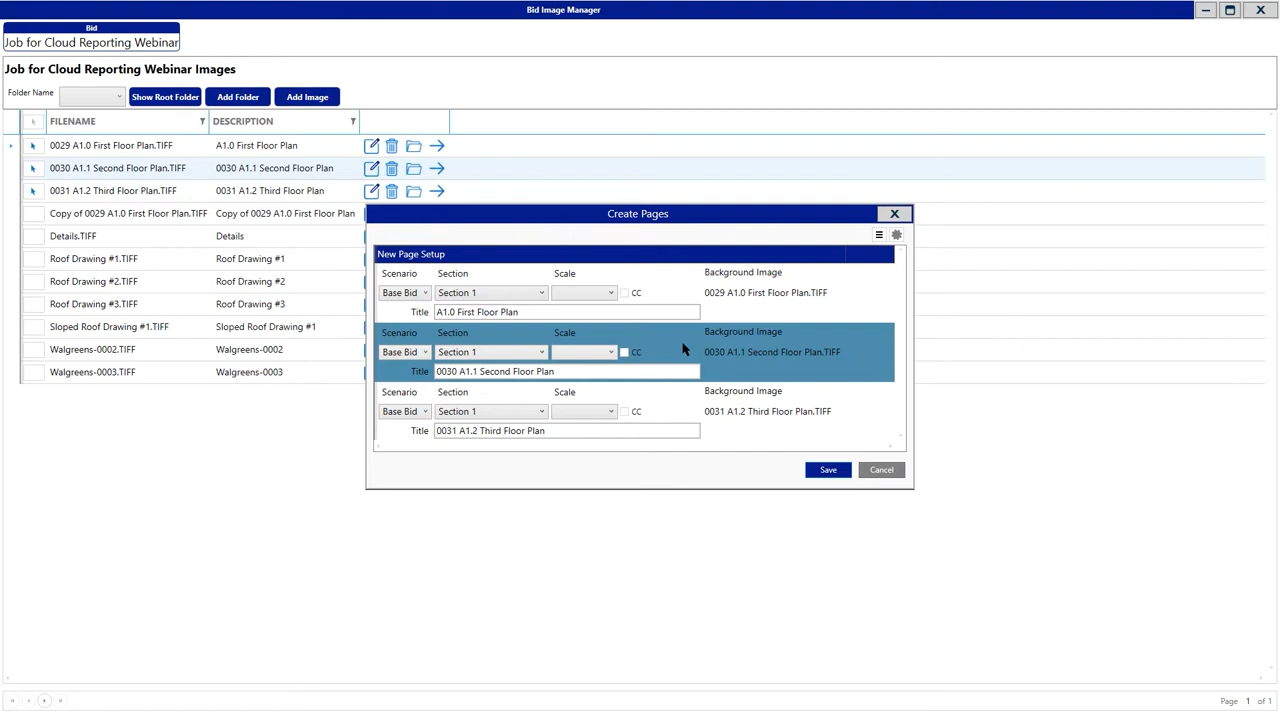 Bid Image Manager
Bid
Job for Cloud Reporting Webinar
Job for Cloud Reporting Webinar Images
Folder Name
Show Root Folder
Add Folder
Add Image
FILENAME DESCRIPTION
0029 A1.0 First Floor Plan.TIFF A1.0 First Floor Plan
0030 A1.1 Second Floor Plan.TIFF 0030 A1.1 Second Floor Plan
0031 A1.2 Third Floor Plan.TIFF 0031 A1.2 Third Floor Plan
Copy of 0029 A1.0 First Floor Plan.TIFF Copy of 0029 A1.0 First Floor Plan
Details.TIFF Details
Roof Drawing #1.TIFF Roof Drawing #1
Roof Drawing #2.TIFF Roof Drawing #2
Roof Drawing #3.TIFF Roof Drawing #3
Sloped Roof Drawing #1.TIFF Sloped Roof Drawing #1
Walgreens-0002.TIFF Walgreens-0002
Walgreens-0003.TIFF Walgreens-0003
Create Pages
New Page Setup
Scenario Section Scale Background Image
Base Bid Section 1 CC 0029 A1.0 First Floor Plan.TIFF
Title A1.0 First Floor Plan
Scenario Section Scale Background Image
Base Bid Section 1 CC 0030 A1.1 Second Floor Plan.TIFF
Title 0030 A1.1 Second Floor Plan
Scenario Section Scale Background Image
Base Bid Section 1 CC 0031 A1.2 Third Floor Plan.TIFF
Title 0031 A1.2 Third Floor Plan
Save Cancel
Page 1 of 1